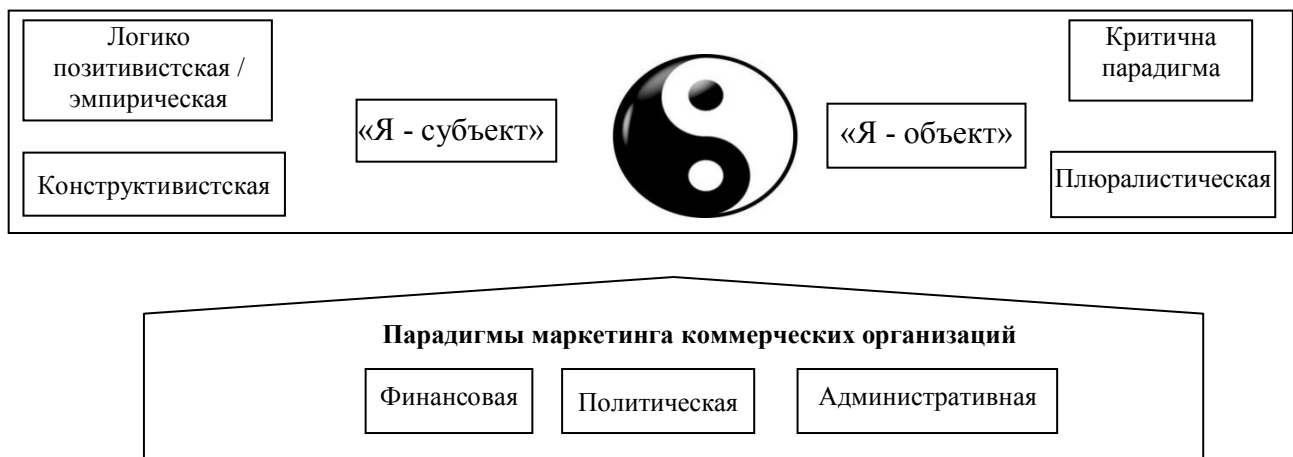 Логико
позитивистская /
эмпирическая
Конструктивистская
«Я - субъект»
«Я - объект»
Критична
парадигма
Плюралистическая
Парадигмы маркетинга коммерческих организаций
Финансовая
Политическая
Административная